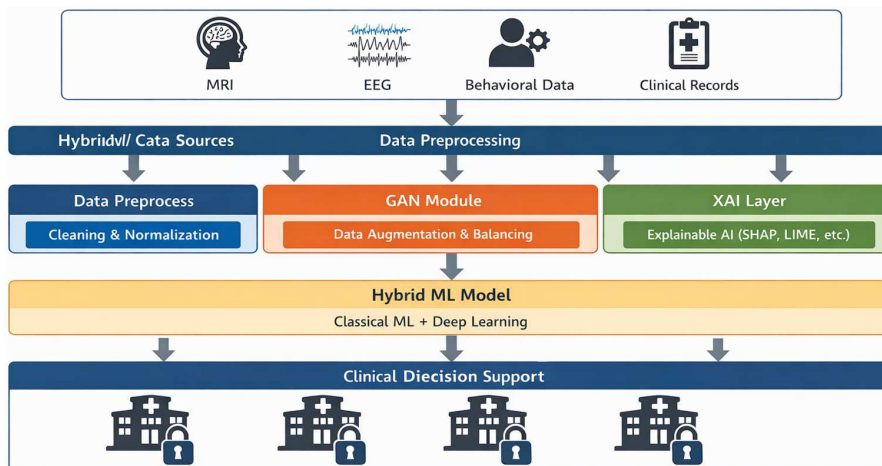 MRI
EEG
Behavioral Data
Clinical Records
Hybriıdvl/ Cata Sources
Data Preprocessing
Data Preprocess
GAN Module
XAI Layer
Cleaning & Normalization
Data Augmentation & Balancing
Explainable AI (SHAP, LIME, etc.)
Hybrid ML Model
Classical ML + Deep Learning
Clinical Diecision Support